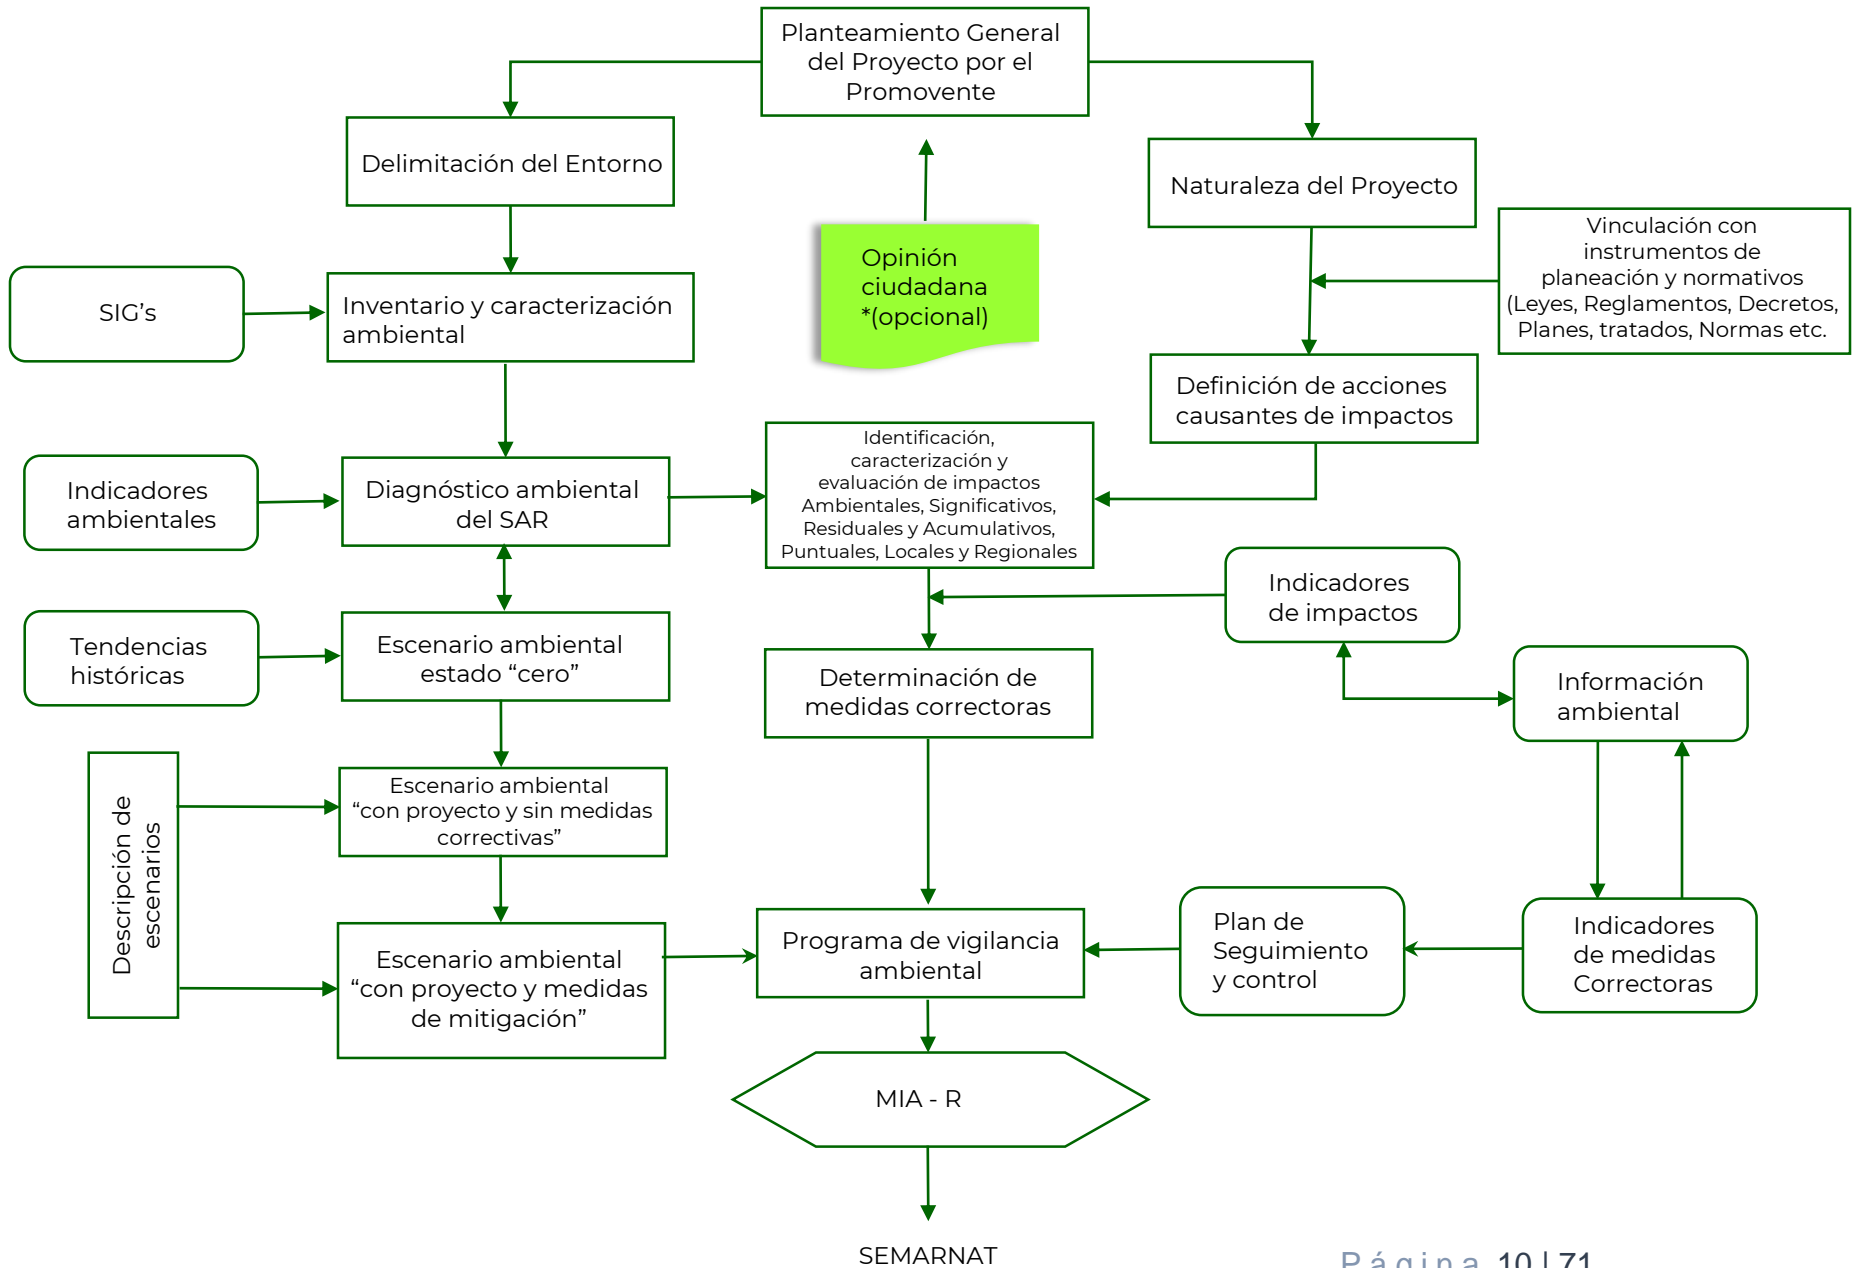 Planteamiento General
del Proyecto por el
Promovente
Delimitación del Entorno
Naturaleza del Proyecto
Vinculación con
instrumentos de
planeación y normativos
(Leyes, Reglamentos, Decretos,
Planes, tratados, Normas etc.
Opinión
ciudadana
*(opcional)
SIG’s
Inventario y caracterización
ambiental
Definición de acciones
causantes de impactos
Identificación,
caracterización y
evaluación de impactos
Ambientales, Significativos,
Residuales y Acumulativos,
Puntuales, Locales y Regionales
Indicadores
ambientales
Diagnóstico ambiental
del SAR
Indicadores
de impactos
Tendencias
históricas
Escenario ambiental
estado “cero”
Determinación de
medidas correctoras
Información
ambiental
Descripción de
escenarios
Escenario ambiental
“con proyecto y sin medidas
correctivas”
Escenario ambiental
“con proyecto y medidas
de mitigación”
Programa de vigilancia
ambiental
Plan de
Seguimiento
y control
Indicadores
de medidas
Correctoras
MIA - R
SEMARNAT
Página 10 | 71